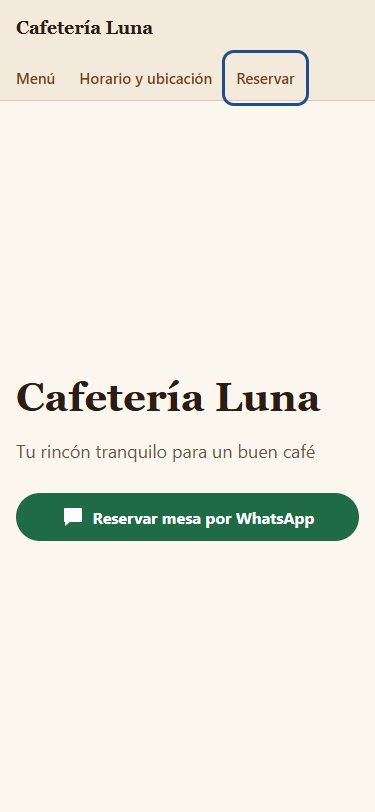 Cafetería Luna
Menú Horario y ubicación Reservar
Cafetería Luna
Tu rincón tranquilo para un buen café
Reservar mesa por WhatsApp